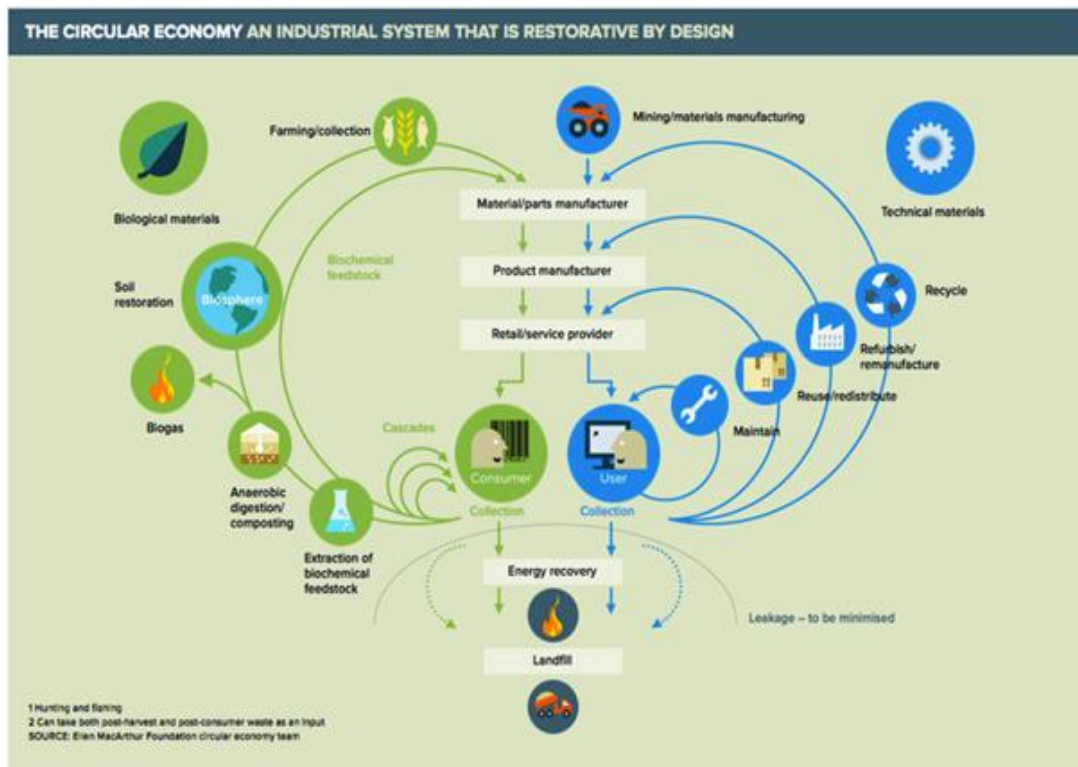 THE CIRCULAR ECONOMY AN INDUSTRIAL SYSTEM THAT IS RESTORATIVE BY DESIGN
Farming/collection
Mining/materials manufacturing
Biological materials
Material/parts manufacturer
Technical materials
Biochemical
feedstock
Product manufacturer
Soil
restoration
Biosphere
Recycle
Retail/service provider
Refurbish/
remanufacture
Reuse/redistribute
Biogas
Cascades
Maintain
Consumer
User
Anaerobic
digestion/
composting
Collection
Collection
Extraction of
biochemical
feedstock
Energy recovery
Leakage – to be minimised
Landfill
1 Hunting and fishing
2 Can take both post-harvest and post-consumer waste as an input
SOURCE: Ellen MacArthur Foundation circular economy team